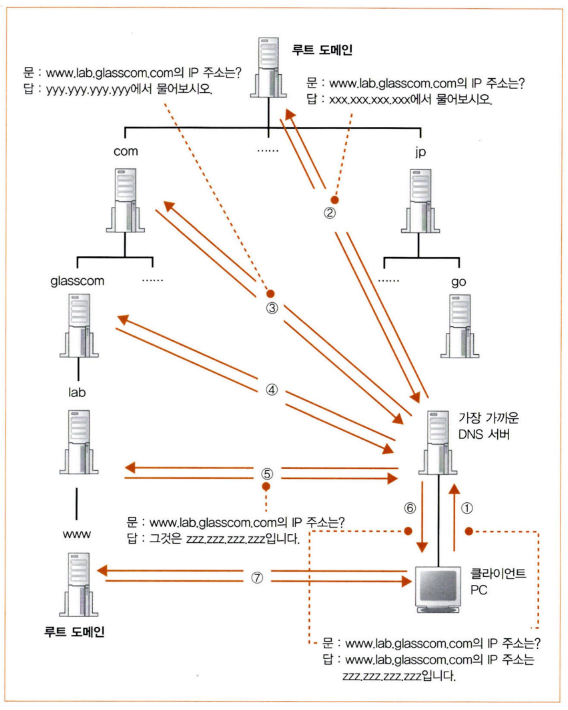 루트 도메인
문 : www.lab.glasscom.com의 IP 주소는?
답 : yyy.yyy.yyy.yyy에서 물어보시오.
문 : www.lab.glasscom.com의 IP 주소는?
답 : xxx.xxx.xxx.xxx에서 물어보시오.
com
……
jp
②
glasscom
……
……
go
③
④
lab
가장 가까운
DNS 서버
⑤
⑥
①
문 : www.lab.glasscom.com의 IP 주소는?
답 : 그것은 zzz.zzz.zzz.zzz입니다.
www
⑦
클라이언트
PC
루트 도메인
문 : www.lab.glasscom.com의 IP 주소는?
답 : www.lab.glasscom.com의 IP 주소는
zzz.zzz.zzz.zzz입니다.